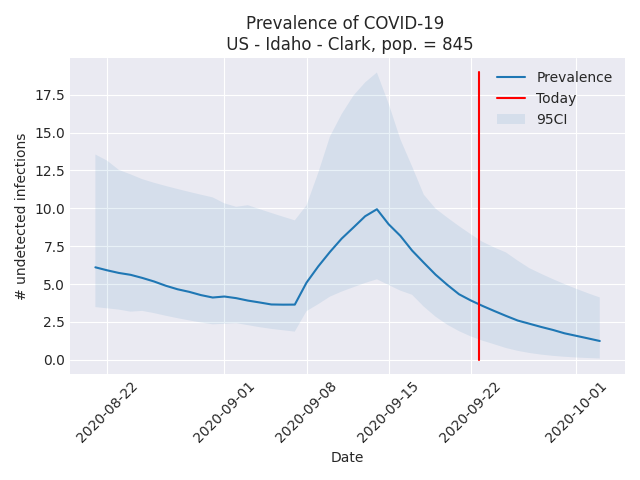 Prevalence of COVID-19
US - Idaho - Clark, pop. = 845
Prevalence
Today
95CI
# undetected infections
17.5
15.0
12.5
10.0
7.5
5.0
2.5
0.0
2020-08-22
2020-09-01
2020-09-08
2020-09-15
2020-09-22
2020-10-01
Date